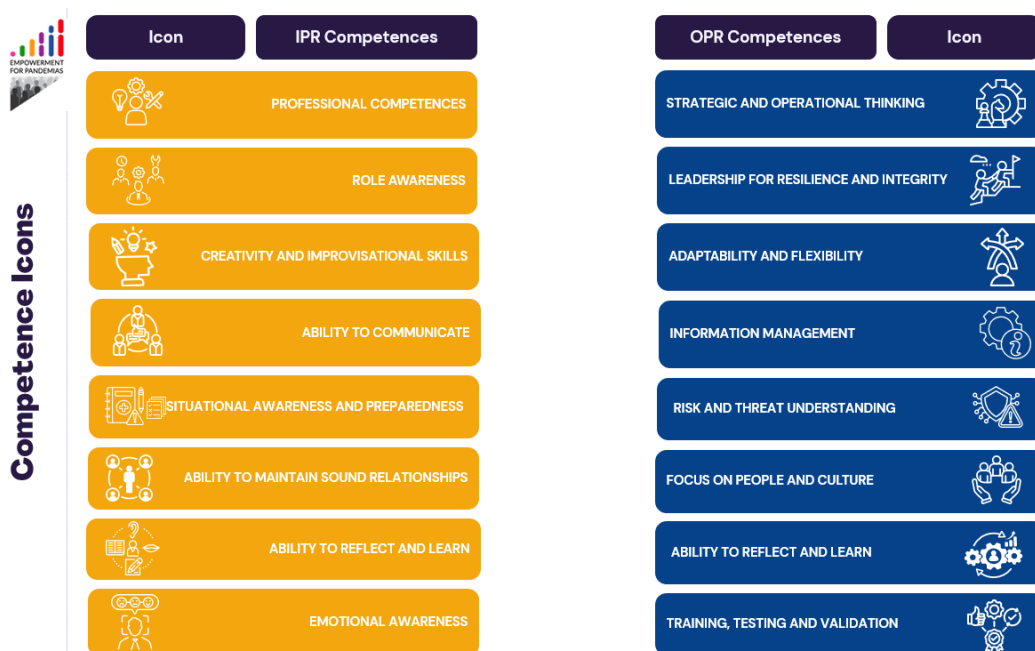 EMPOWERMENT
FOR PANDEMIAS
Competence Icons
Icon
IPR Competences
PROFESSIONAL COMPETENCES
ROLE AWARENESS
CREATIVITY AND IMPROVISATIONAL SKILLS
ABILITY TO COMMUNICATE
SITUATIONAL AWARENESS AND PREPAREDNESS
ABILITY TO MAINTAIN SOUND RELATIONSHIPS
ABILITY TO REFLECT AND LEARN
EMOTIONAL AWARENESS
OPR Competences
Icon
STRATEGIC AND OPERATIONAL THINKING
LEADERSHIP FOR RESILIENCE AND INTEGRITY
ADAPTABILITY AND FLEXIBILITY
INFORMATION MANAGEMENT
RISK AND THREAT UNDERSTANDING
FOCUS ON PEOPLE AND CULTURE
ABILITY TO REFLECT AND LEARN
TRAINING, TESTING AND VALIDATION